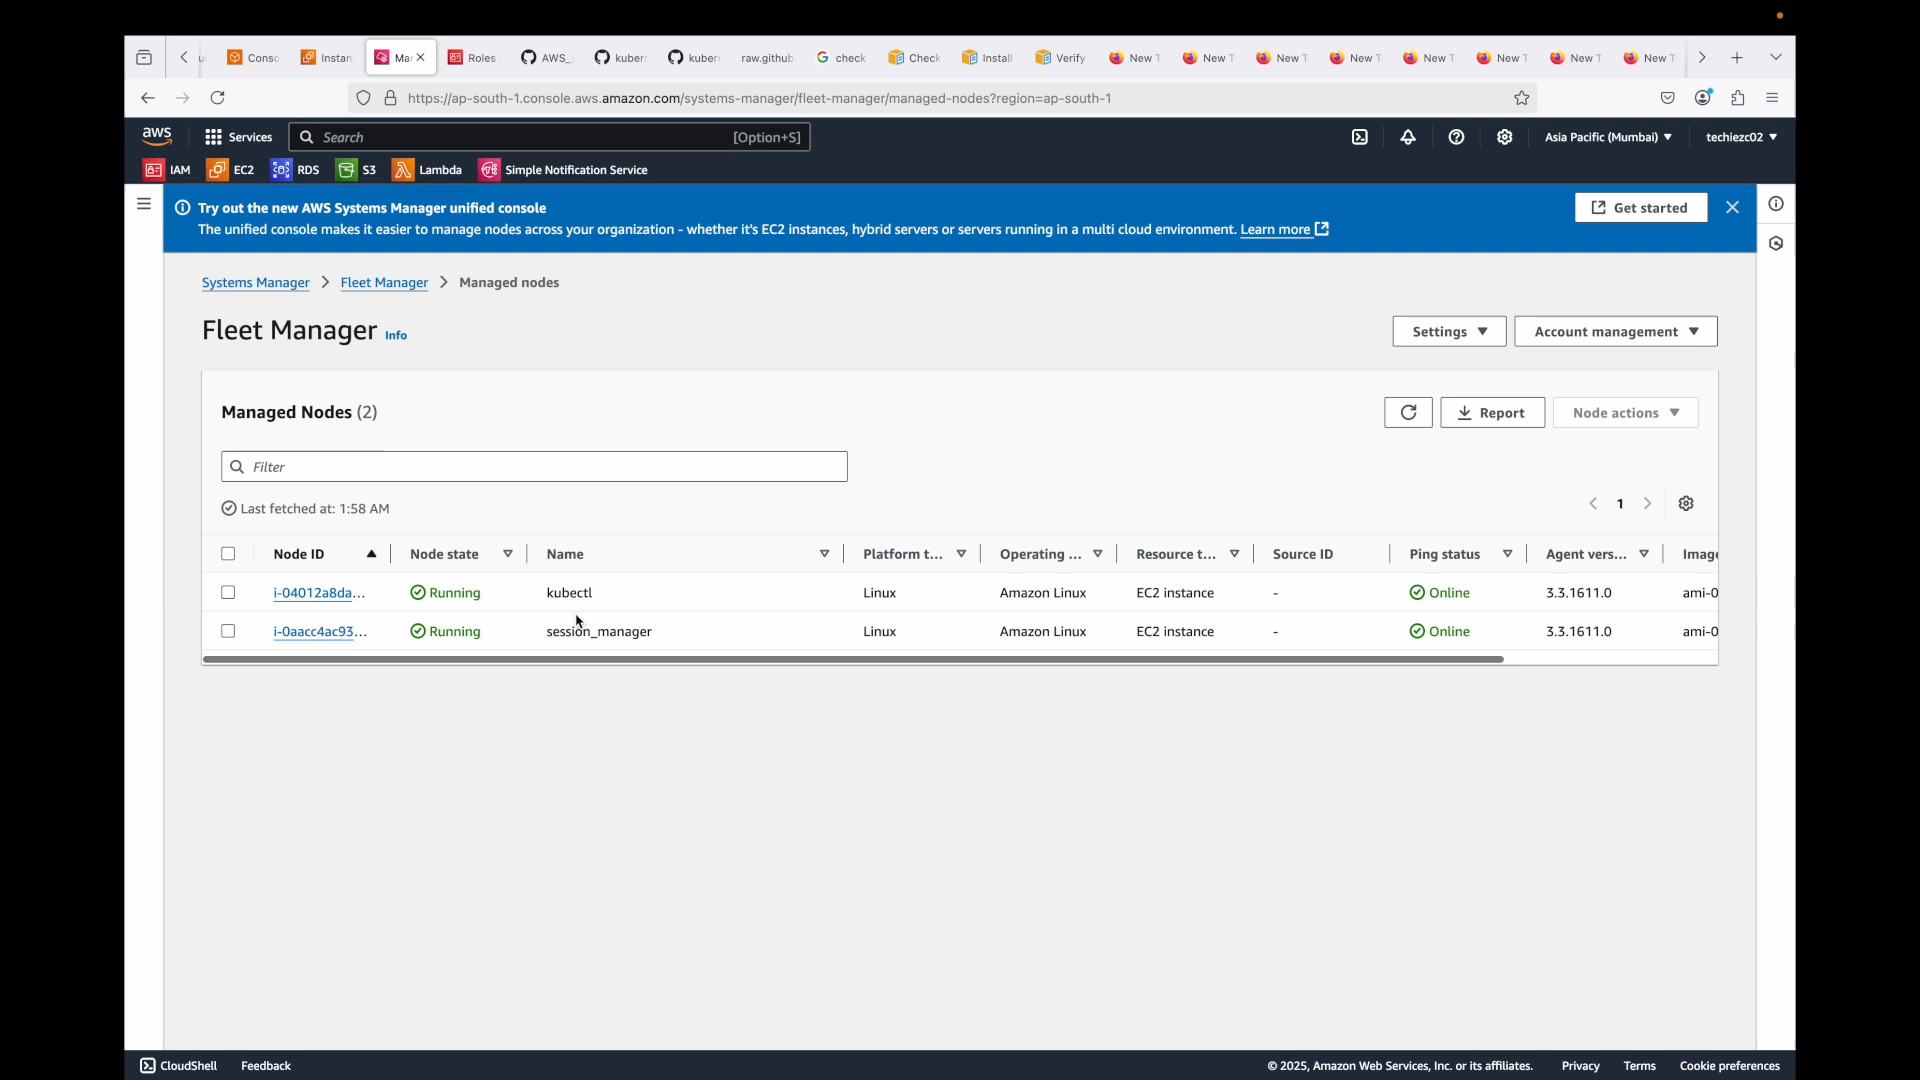 Conso
Instan
Ma
Roles
AWS_
kuber
kuber
raw.github
check
Check
Install
Verify
New T
New T
New T
New T
New T
New T
New T
New T
https://ap-south-1.console.aws.amazon.com/systems-manager/fleet-manager/managed-nodes?region=ap-south-1
aws
Services
Search
[Option+S]
Asia Pacific (Mumbai)
techiezc02
IAM
EC2
RDS
S3
Lambda
Simple Notification Service
Try out the new AWS Systems Manager unified console
The unified console makes it easier to manage nodes across your organization - whether it's EC2 instances, hybrid servers or servers running in a multi cloud environment. Learn more
Get started
Systems Manager > Fleet Manager > Managed nodes
Fleet Manager Info
Settings
Account management
Managed Nodes (2)
Report
Node actions
Filter
Last fetched at: 1:58 AM
1
Node ID Node state Name Platform t... Operating ... Resource t... Source ID Ping status Agent vers... Image
i-04012a8da... Running kubectl Linux Amazon Linux EC2 instance - Online 3.3.1611.0 ami-0
i-0aacc4ac93... Running session_manager Linux Amazon Linux EC2 instance - Online 3.3.1611.0 ami-0
CloudShell Feedback © 2025, Amazon Web Services, Inc. or its affiliates. Privacy Terms Cookie preferences